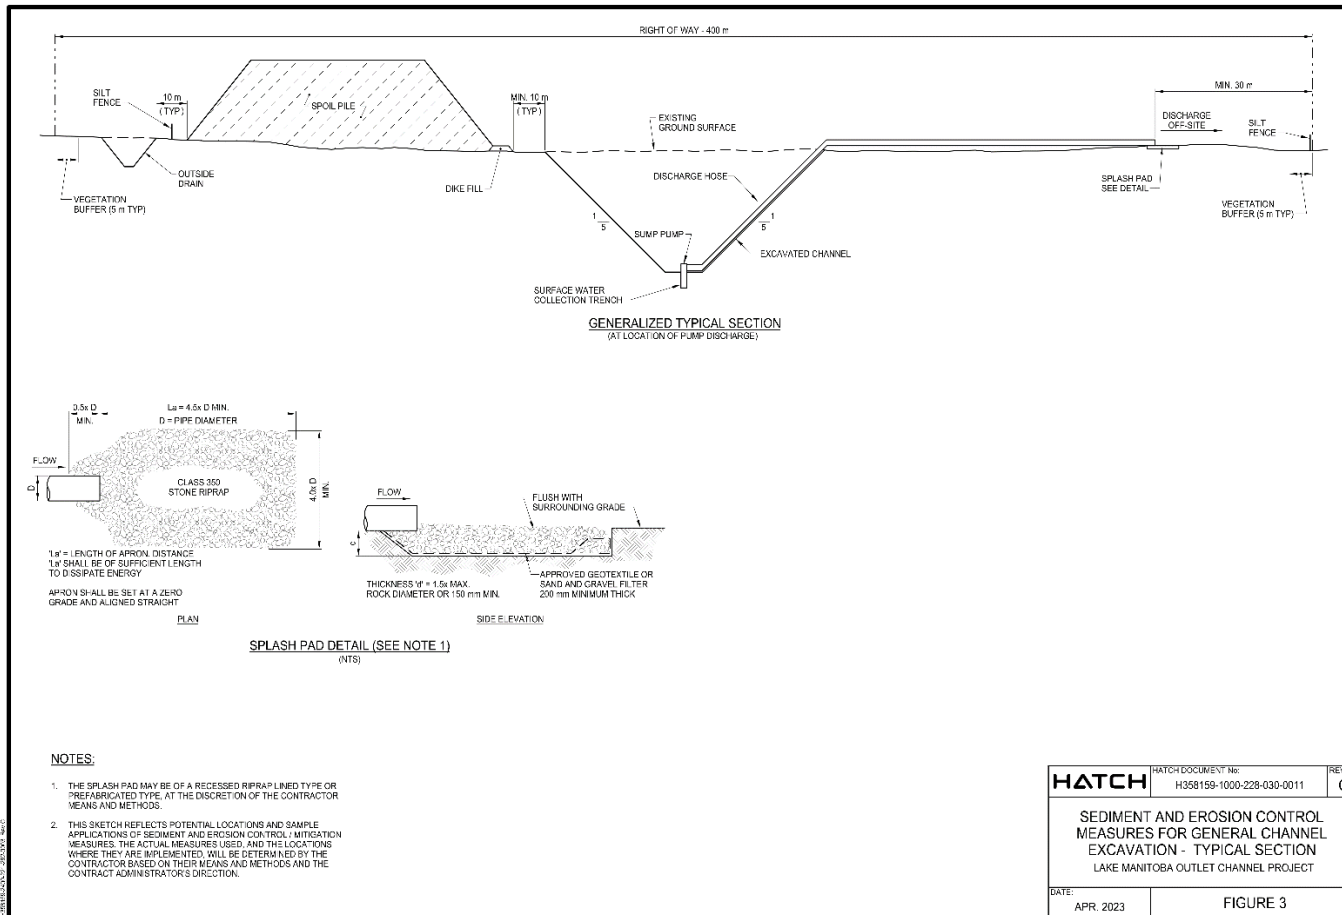 RIGHT OF WAY - 400 m
SILT
FENCE
10 m
(TYP)
SPOIL PILE
MIN. 10 m
(TYP)
EXISTING
GROUND SURFACE
MIN. 30 m
DISCHARGE
OFF-SITE
SILT
FENCE
OUTSIDE
DRAIN
DIKE FILL
DISCHARGE HOSE
SPLASH PAD
SEE DETAIL
VEGETATION
BUFFER (5 m TYP)
VEGETATION
BUFFER (5 m TYP)
1
5
1
5
SUMP PUMP
EXCAVATED CHANNEL
SURFACE WATER
COLLECTION TRENCH
GENERALIZED TYPICAL SECTION
(AT LOCATION OF PUMP DISCHARGE)
0.5x D
MIN.
La = 4.5x D MIN.
D = PIPE DIAMETER
FLOW
D
CLASS 350
STONE RIPRAP
4.0x D
MIN.
'La' = LENGTH OF APRON. DISTANCE
'La' SHALL BE OF SUFFICIENT LENGTH
TO DISSIPATE ENERGY
APRON SHALL BE SET AT A ZERO
GRADE AND ALIGNED STRAIGHT
PLAN
FLOW
FLUSH WITH
SURROUNDING GRADE
THICKNESS 'd' = 1.5x MAX.
ROCK DIAMETER OR 150 mm MIN.
APPROVED GEOTEXTILE OR
SAND AND GRAVEL FILTER
200 mm MINIMUM THICK
SIDE ELEVATION
SPLASH PAD DETAIL (SEE NOTE 1)
(NTS)
NOTES:
1. THE SPLASH PAD MAY BE OF A RECESSED RIPRAP LINED TYPE OR
PREFABRICATED TYPE, AT THE DISCRETION OF THE CONTRACTOR
MEANS AND METHODS.
2. THIS SKETCH REFLECTS POTENTIAL LOCATIONS AND SAMPLE
APPLICATIONS OF SEDIMENT AND EROSION CONTROL / MITIGATION
MEASURES. THE ACTUAL MEASURES USED, AND THE LOCATIONS
WHERE THEY ARE IMPLEMENTED, WILL BE DETERMINED BY THE
CONTRACTOR BASED ON THEIR MEANS AND METHODS AND THE
CONTRACT ADMINISTRATOR'S DIRECTION.
HATCH
HATCH DOCUMENT No:
H358159-1000-228-030-0011
SEDIMENT AND EROSION CONTROL
MEASURES FOR GENERAL CHANNEL
EXCAVATION - TYPICAL SECTION
LAKE MANITOBA OUTLET CHANNEL PROJECT
DATE:
APR. 2023
FIGURE 3